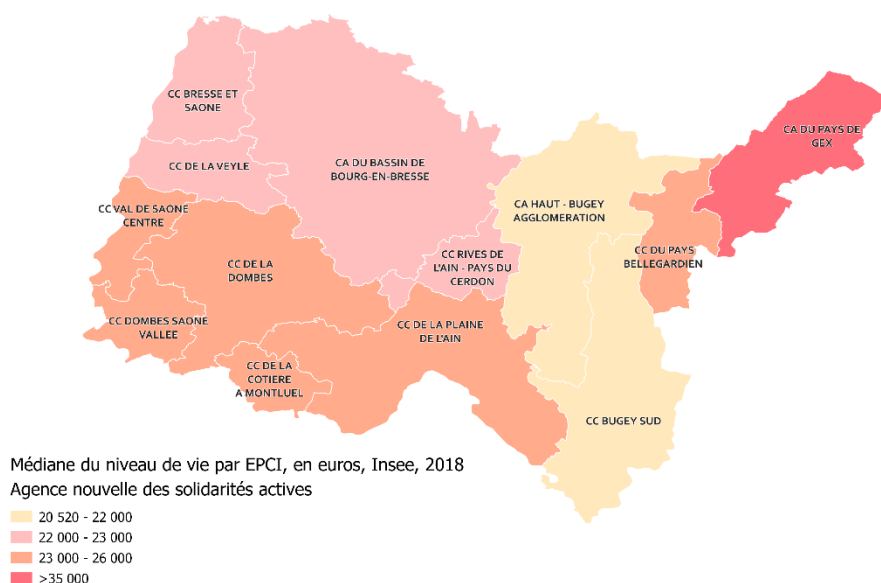 CC BRESSE ET
SAONE
CA DU PAYS DE
GEX
CC DE LA VEYLE
CA DU BASSIN DE
BOURG-EN-BRESSE
CC VAL DE SAONE
CENTRE
CA HAUT - BUGEY
AGGLOMERATION
CC DE LA
DOMBES
CC RIVES DE
L'AIN - PAYS DU
CERDON
CC DU PAYS
BELLEGARDIEN
CC DOMBES SAONE
VALLEE
CC DE LA PLAINE
DE L'AIN
CC DE LA
COTIERE
A MONTLUEL
CC BUGEY SUD
Médiane du niveau de vie par EPCI, en euros, Insee, 2018
Agence nouvelle des solidarités actives
20 520 - 22 000
22 000 - 23 000
23 000 - 26 000
>35 000